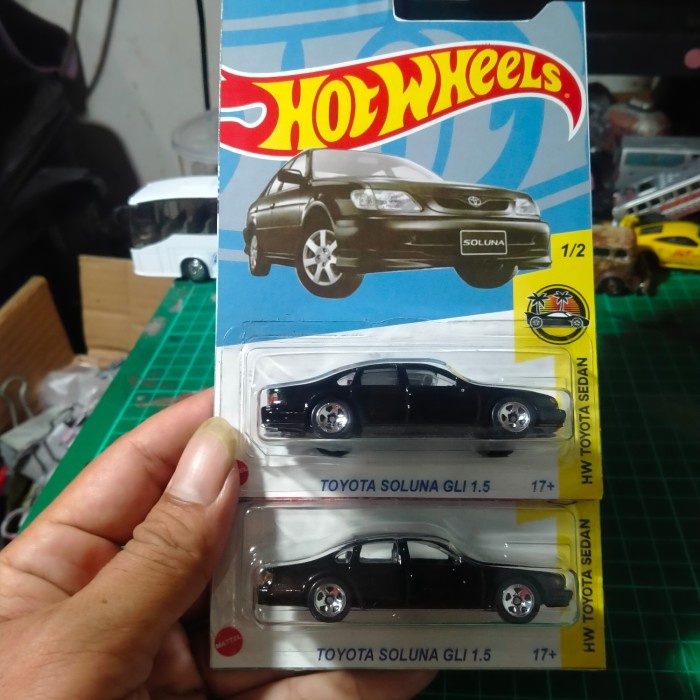 HOT WHEELS
SOLUNA
1/2
HW TOYOTA SEDAN
TOYOTA SOLUNA GLI 1.5
17+
HW TOYOTA SEDAN
MATTEL
TOYOTA SOLUNA GLI 1.5
17+